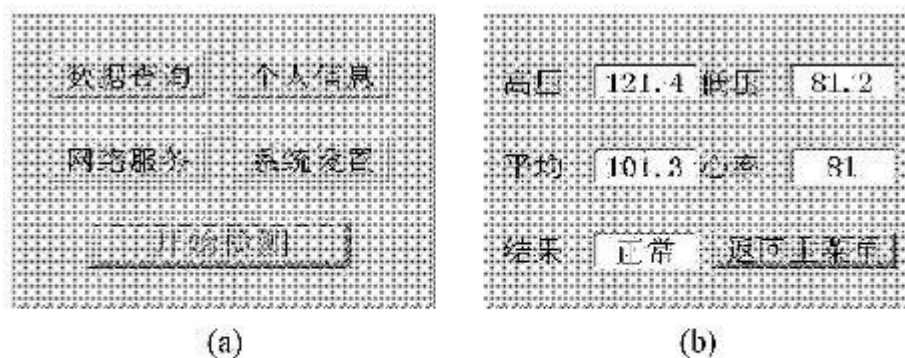 数据查询 个人信息
网络服务 系统设置
开始检测
高压 121.4 低压 81.2
平均 101.3 心率 81
结果 正常 返回主菜单
(a) (b)